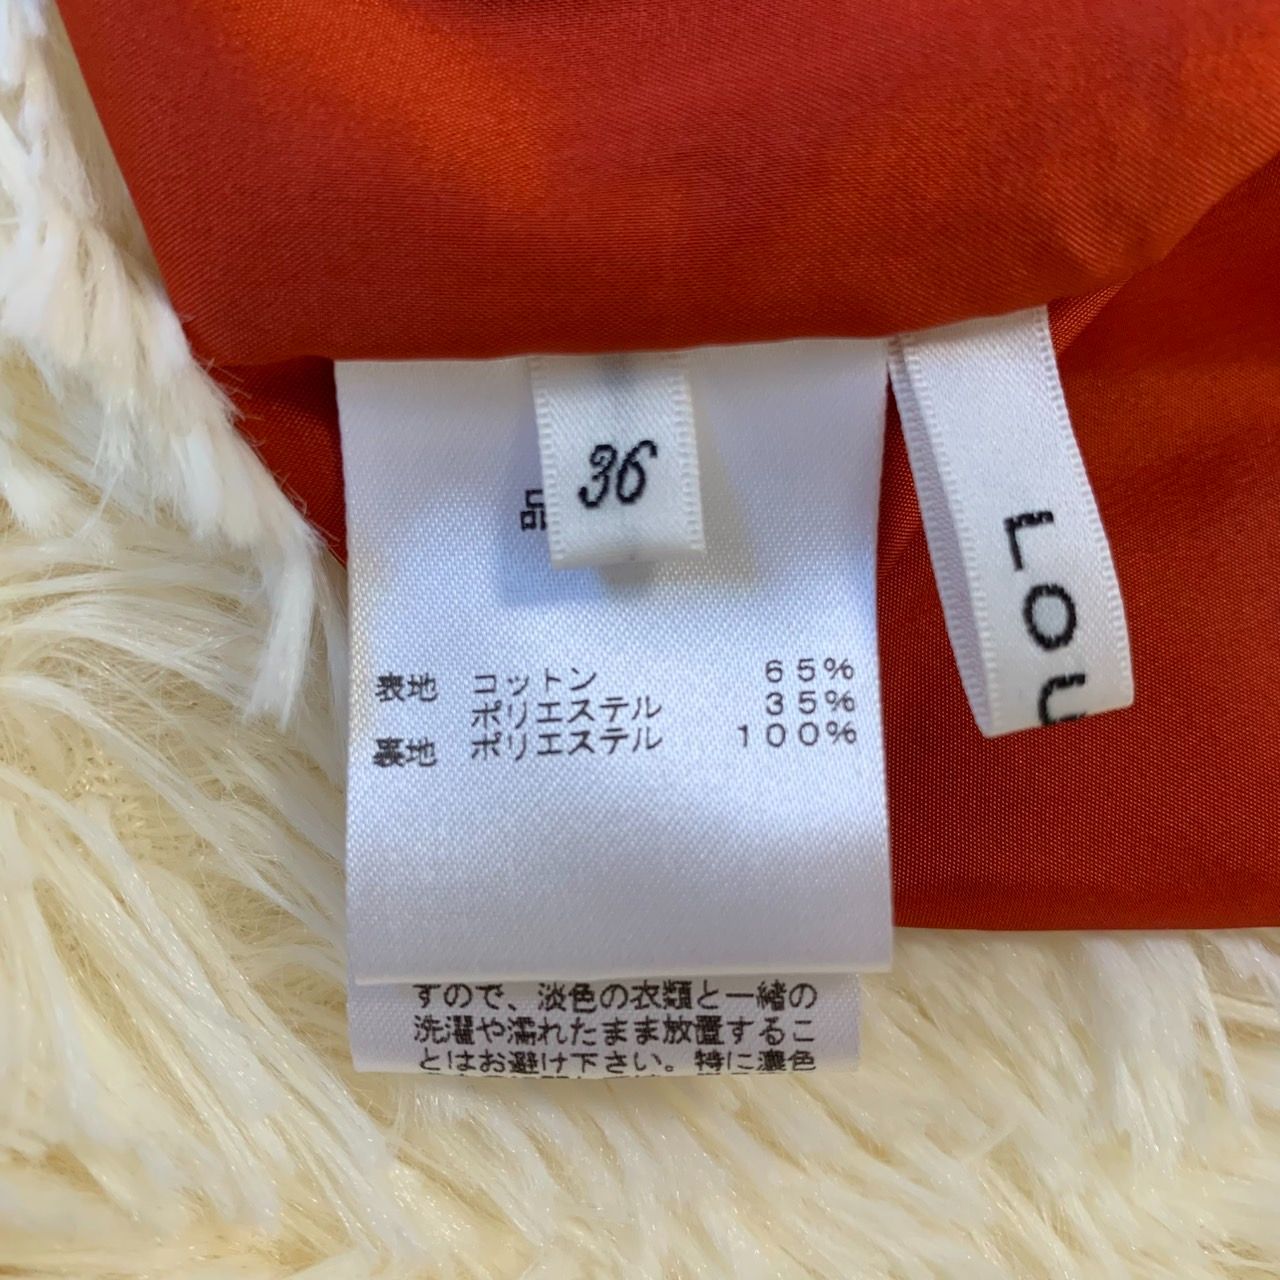 36
品
表地 コットン 65%
ポリエステル 35%
裏地 ポリエステル 100%
LOU
すので、淡色の衣類と一緒の
洗濯や濡れたまま放置するこ
とはお避け下さい。特に濃色